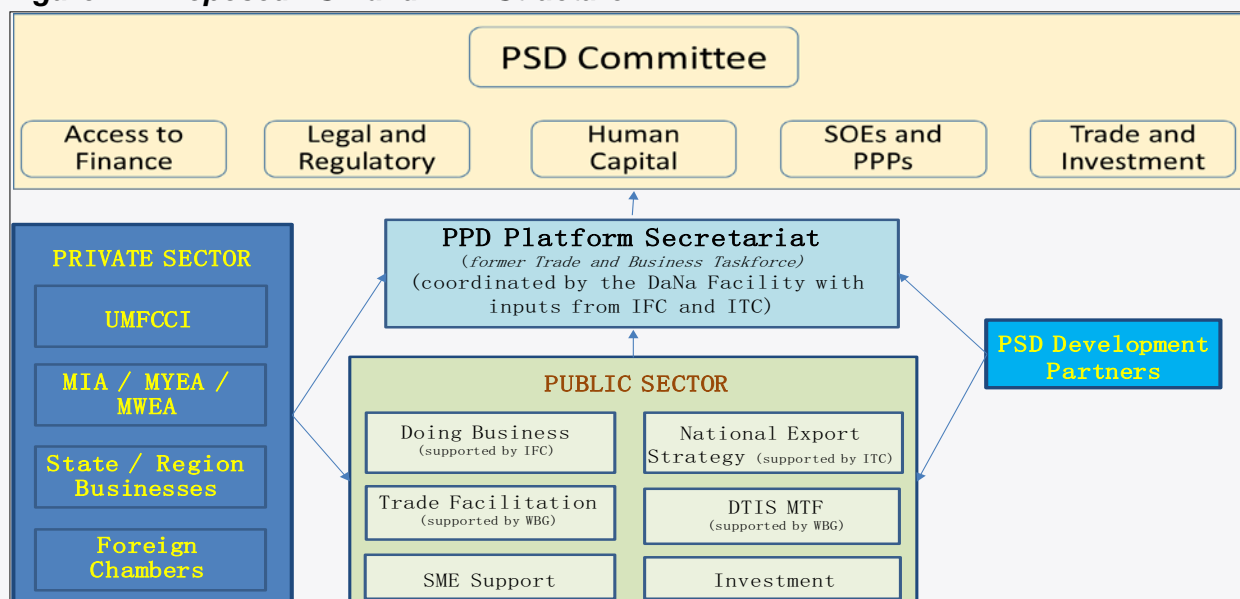 PSD Committee
Access to
Finance
Legal and
Regulatory
Human
Capital
SOEs and
PPPs
Trade and
Investment
PPD Platform Secretariat
(former Trade and Business Taskforce)
(coordinated by the DaNa Facility with
inputs from IFC and ITC)
PRIVATE SECTOR
UMFCCI
MIA / MYEA /
MWEA
State / Region
Businesses
Foreign
Chambers
PUBLIC SECTOR
Doing Business
(supported by IFC)
National Export
Strategy (supported by ITC)
Trade Facilitation
(supported by WBG)
DTIS MTF
(supported by WBG)
SME Support
Investment
PSD Development
Partners